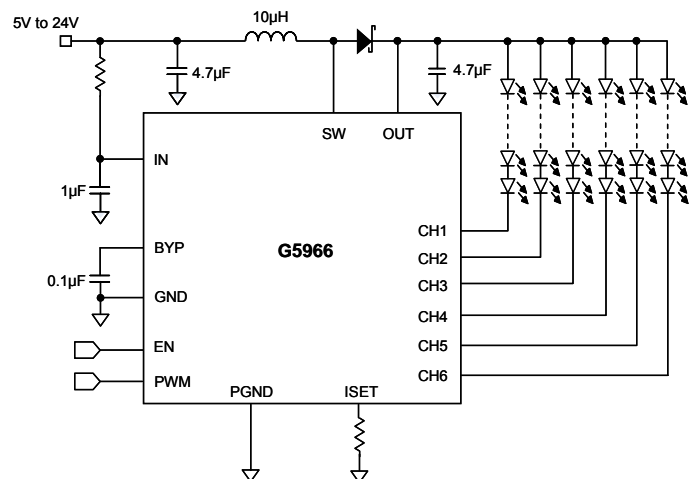 5V to 24V
10µH
4.7µF
4.7µF
SW
OUT
IN
1µF
CH1
BYP
G5966
CH2
0.1µF
CH3
GND
CH4
EN
CH5
PWM
CH6
PGND
ISET